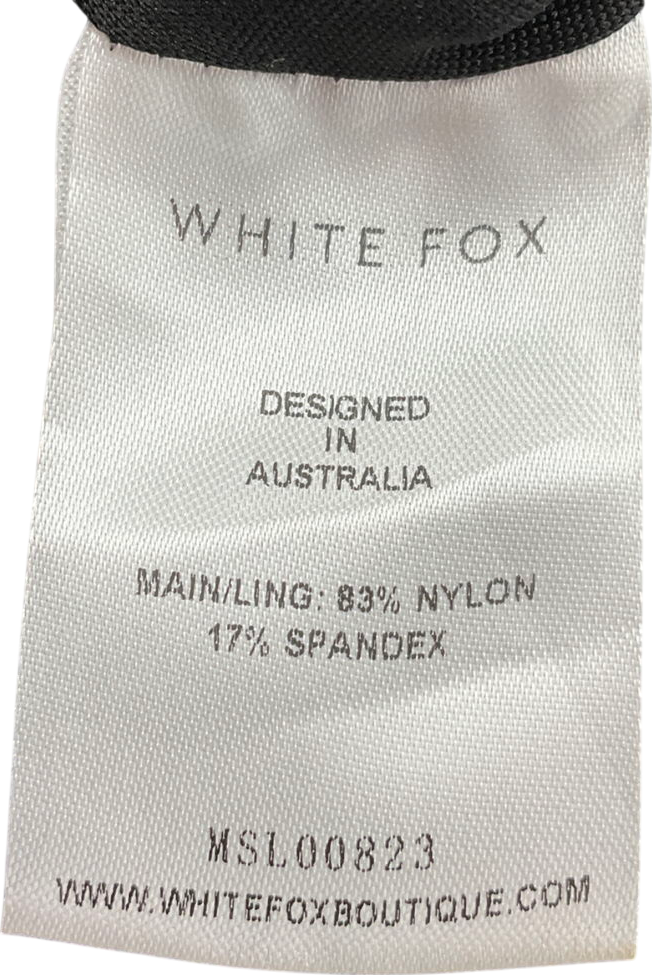 WHITE FOX
DESIGNED
IN
AUSTRALIA
MAIN/LING: 83% NYLON
17% SPANDEX
MSL00823
WWW.WHITEFOXBOUTIQUE.COM